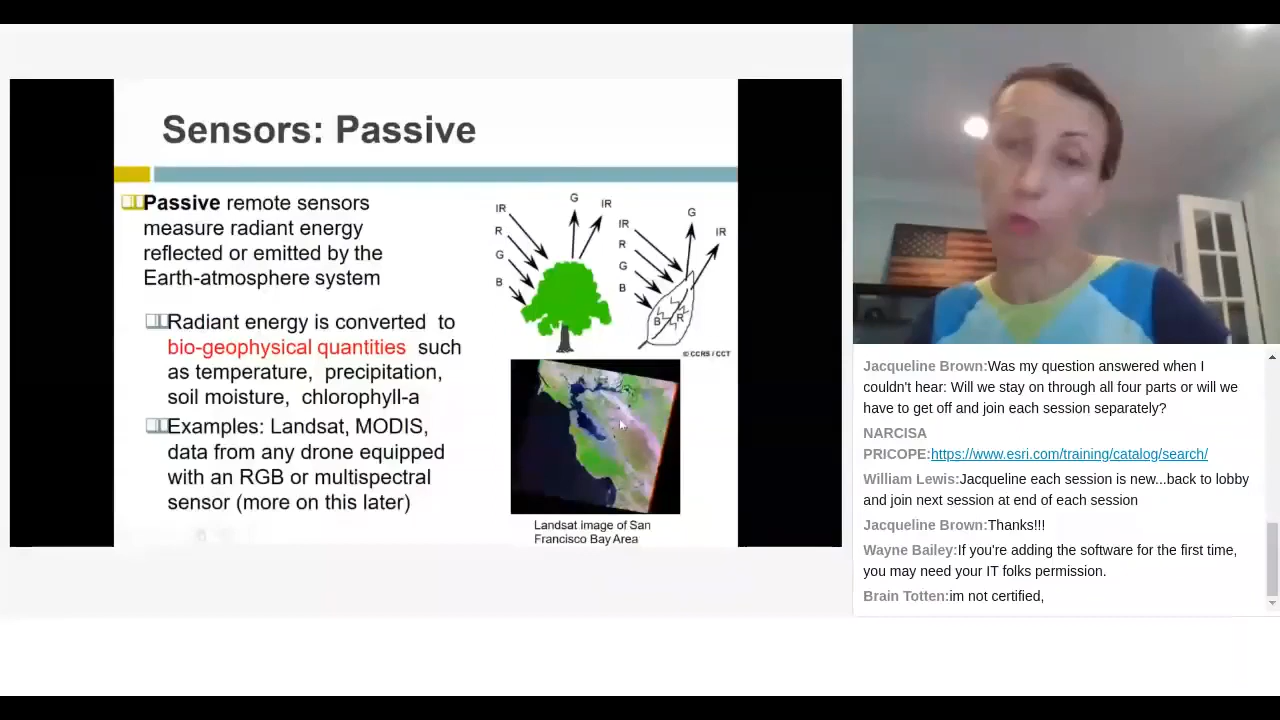 Sensors: Passive
Passive remote sensors
measure radiant energy
reflected or emitted by the
Earth-atmosphere system
Radiant energy is converted to
bio-geophysical quantities such
as temperature, precipitation,
soil moisture, chlorophyll-a
Examples: Landsat, MODIS,
data from any drone equipped
with an RGB or multispectral
sensor (more on this later)
IR
R
G
B
G
IR
IR
R
G
B
G
IR
B
R
© CCRS / CCT
Landsat image of San
Francisco Bay Area
Jacqueline Brown:Was my question answered when I
couldn't hear: Will we stay on through all four parts or will we
have to get off and join each session separately?
NARCISA
PRICOPE:https://www.esri.com/training/catalog/search/
William Lewis:Jacqueline each session is new...back to lobby
and join next session at end of each session
Jacqueline Brown:Thanks!!!
Wayne Bailey:If you're adding the software for the first time,
you may need your IT folks permission.
Brain Totten:im not certified,